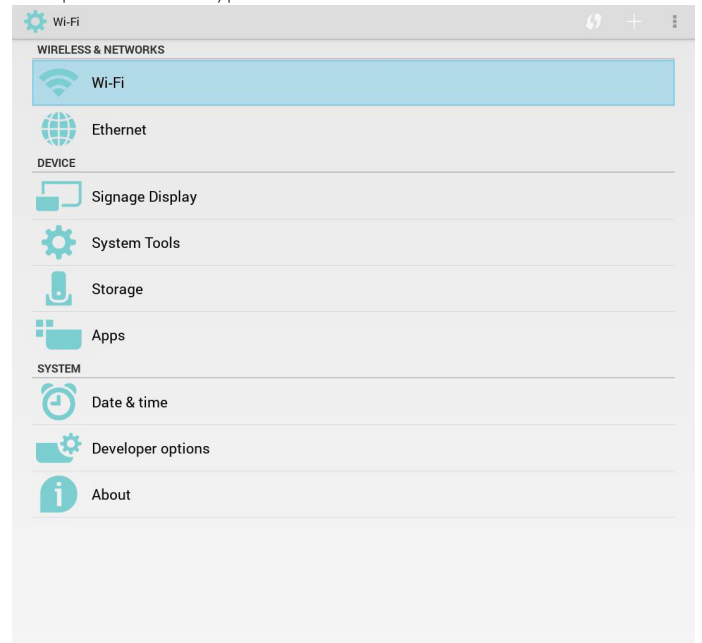 Wi-Fi
WIRELESS & NETWORKS
Wi-Fi
Ethernet
DEVICE
Signage Display
System Tools
Storage
Apps
SYSTEM
Date & time
Developer options
About